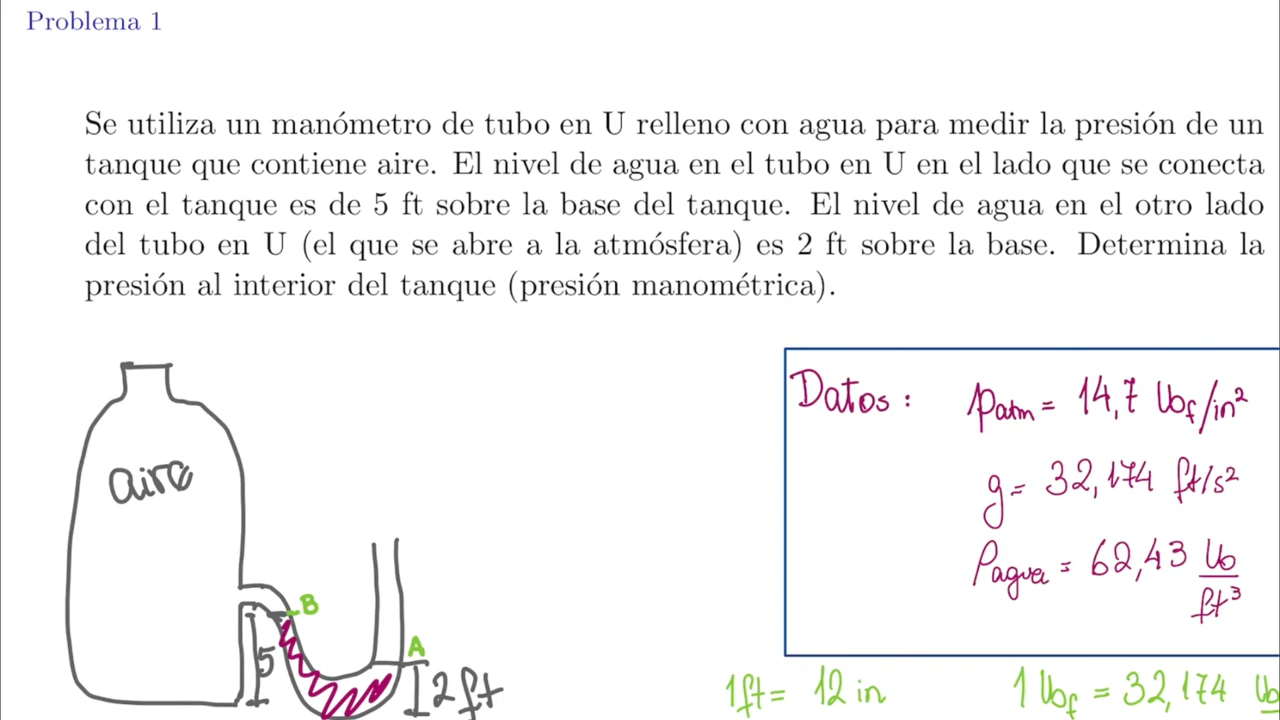 Problema 1
Se utiliza un manómetro de tubo en U relleno con agua para medir la presión de un
tanque que contiene aire. El nivel de agua en el tubo en U en el lado que se conecta
con el tanque es de 5 ft sobre la base del tanque. El nivel de agua en el otro lado
del tubo en U (el que se abre a la atmósfera) es 2 ft sobre la base. Determina la
presión al interior del tanque (presión manométrica).
Datos: Patm = 14,7 lbf/in²
g = 32,174 ft/s²
ρagua = 62,43 lb/ft³
aire
B
A
5
2 ft
1 ft = 12 in
1 lbf = 32,174 lb